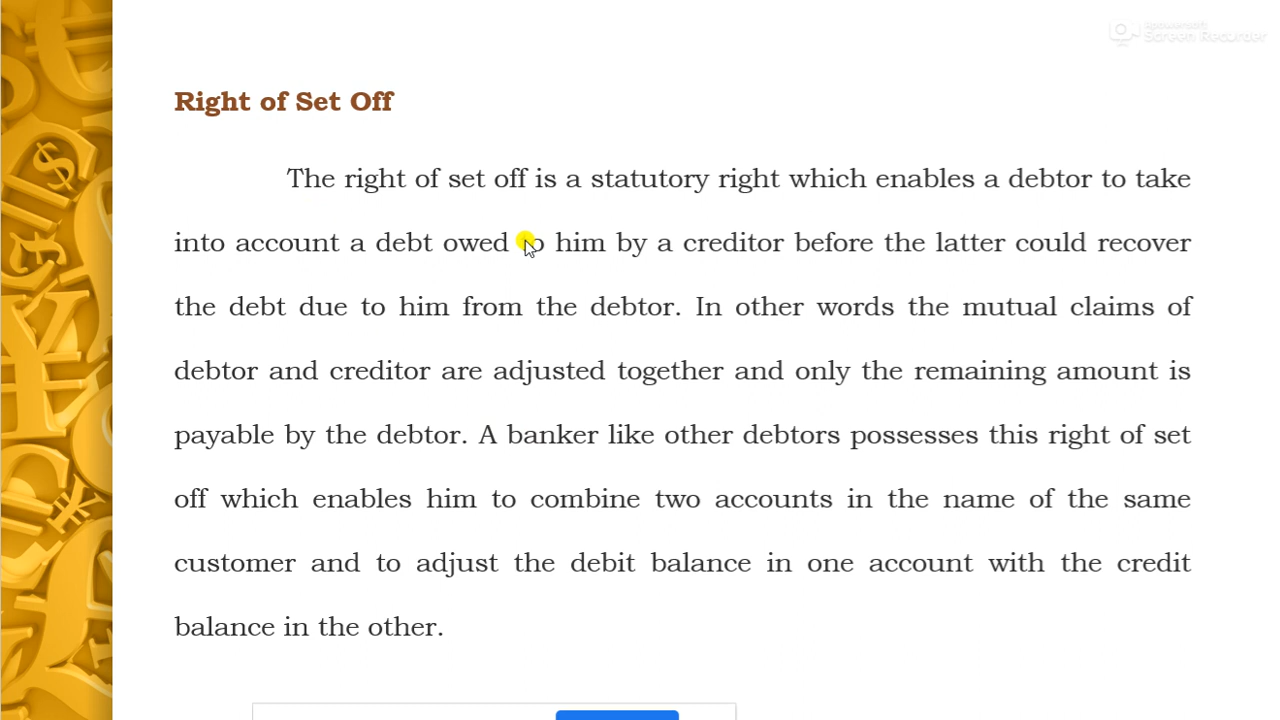 Apowersoft
Screen Recorder
Right of Set Off
The right of set off is a statutory right which enables a debtor to take
into account a debt owed to him by a creditor before the latter could recover
the debt due to him from the debtor. In other words the mutual claims of
debtor and creditor are adjusted together and only the remaining amount is
payable by the debtor. A banker like other debtors possesses this right of set
off which enables him to combine two accounts in the name of the same
customer and to adjust the debit balance in one account with the credit
balance in the other.